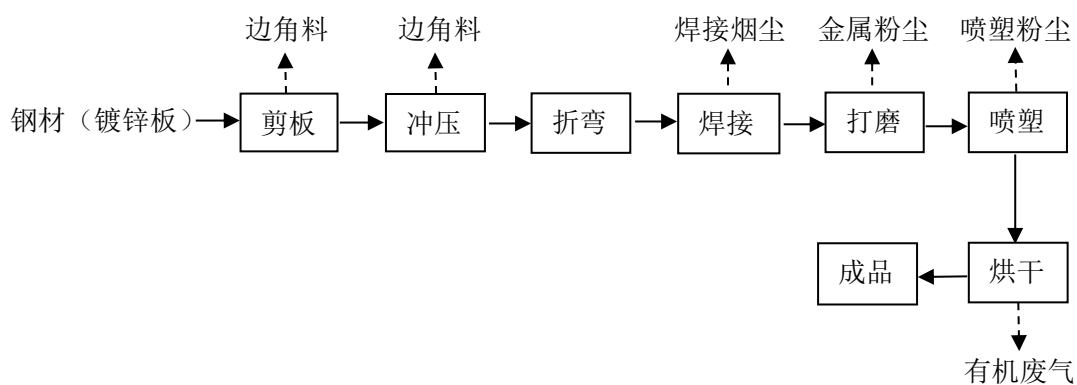 边角料
边角料
焊接烟尘
金属粉尘
喷塑粉尘
钢材（镀锌板）
剪板
冲压
折弯
焊接
打磨
喷塑
成品
烘干
有机废气